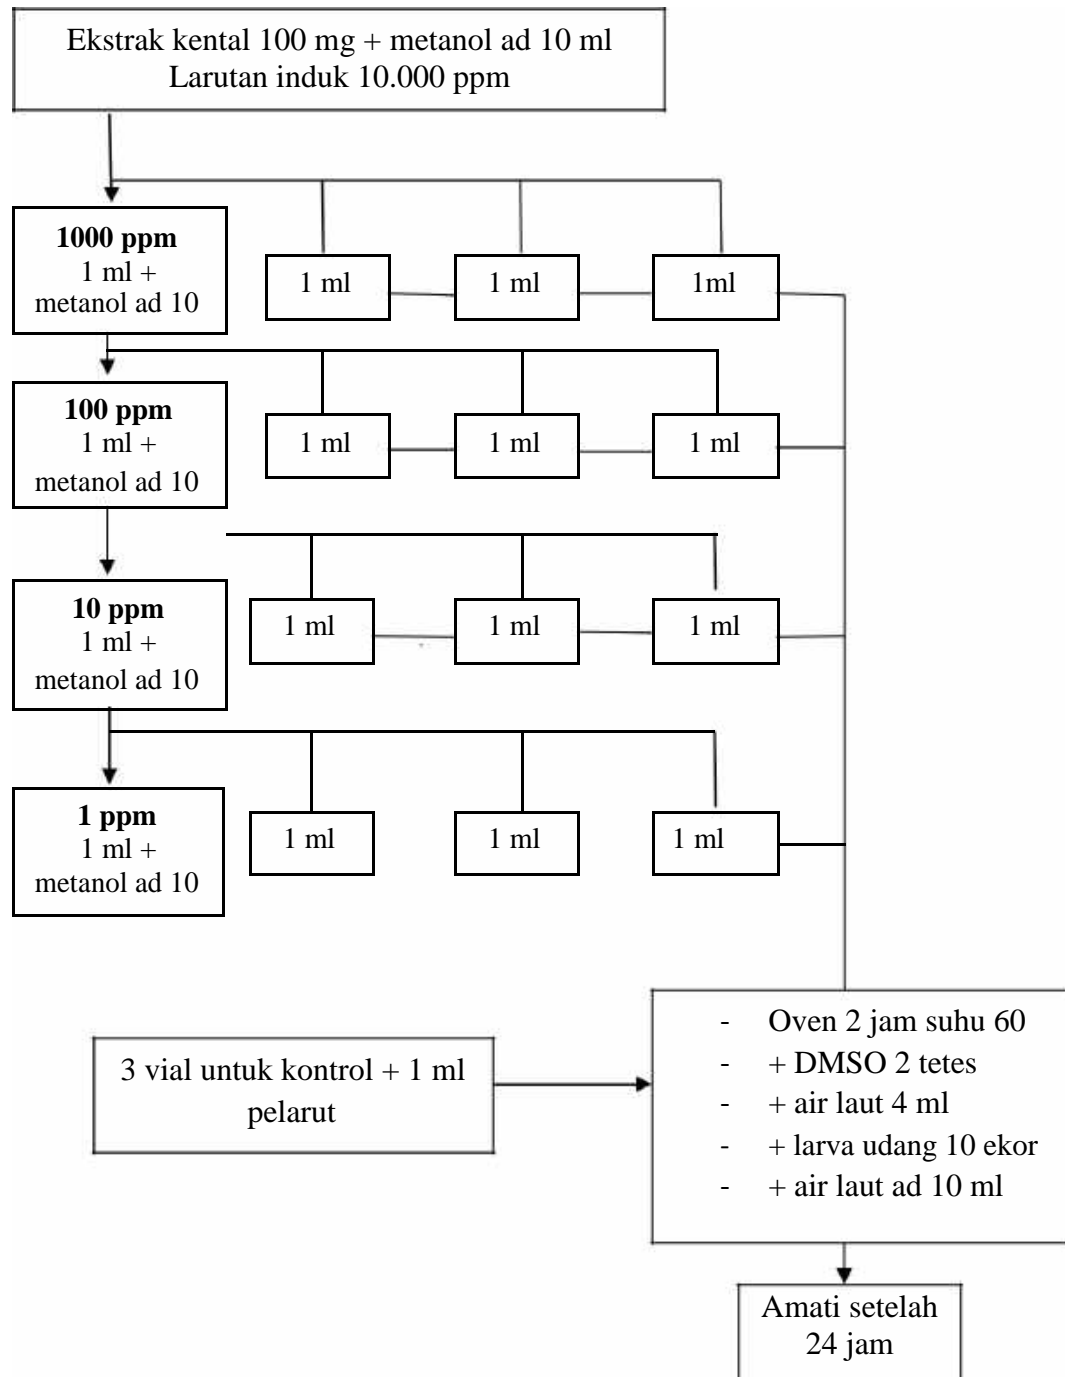 Ekstrak kental 100 mg + metanol ad 10 ml
Larutan induk 10.000 ppm
1000 ppm
1 ml +
metanol ad 10
1 ml
1 ml
1ml
100 ppm
1 ml +
metanol ad 10
1 ml
1 ml
1 ml
10 ppm
1 ml +
metanol ad 10
1 ml
1 ml
1 ml
1 ppm
1 ml +
metanol ad 10
1 ml
1 ml
1 ml
3 vial untuk kontrol + 1 ml
pelarut
- Oven 2 jam suhu 60
- + DMSO 2 tetes
- + air laut 4 ml
- + larva udang 10 ekor
- + air laut ad 10 ml
Amati setelah
24 jam